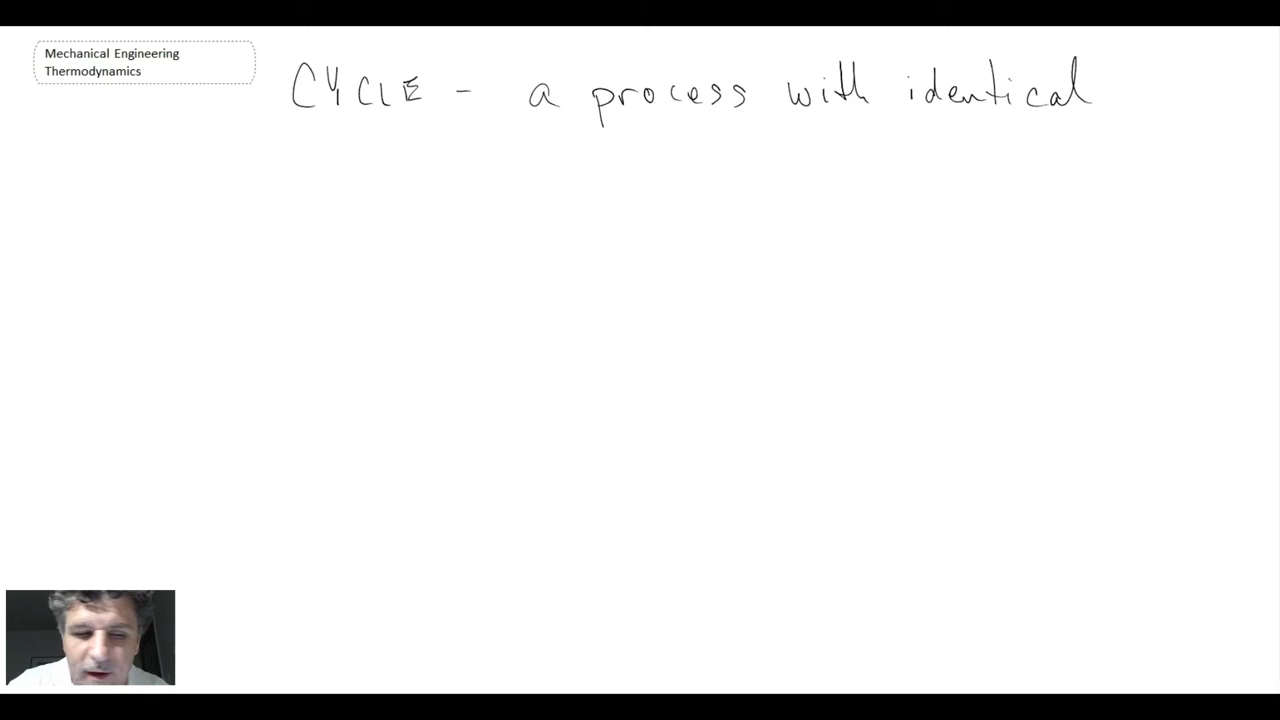 Mechanical Engineering
Thermodynamics
CYCLE - a process with identical